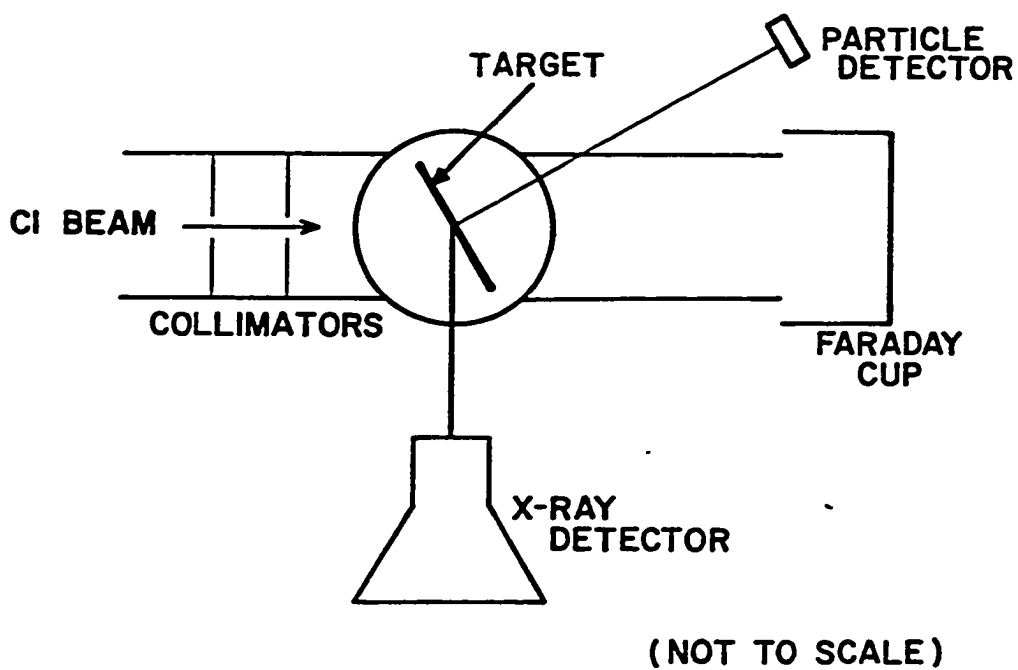 TARGET
PARTICLE
DETECTOR
CI BEAM
COLLIMATORS
FARADAY
CUP
X-RAY
DETECTOR
(NOT TO SCALE)